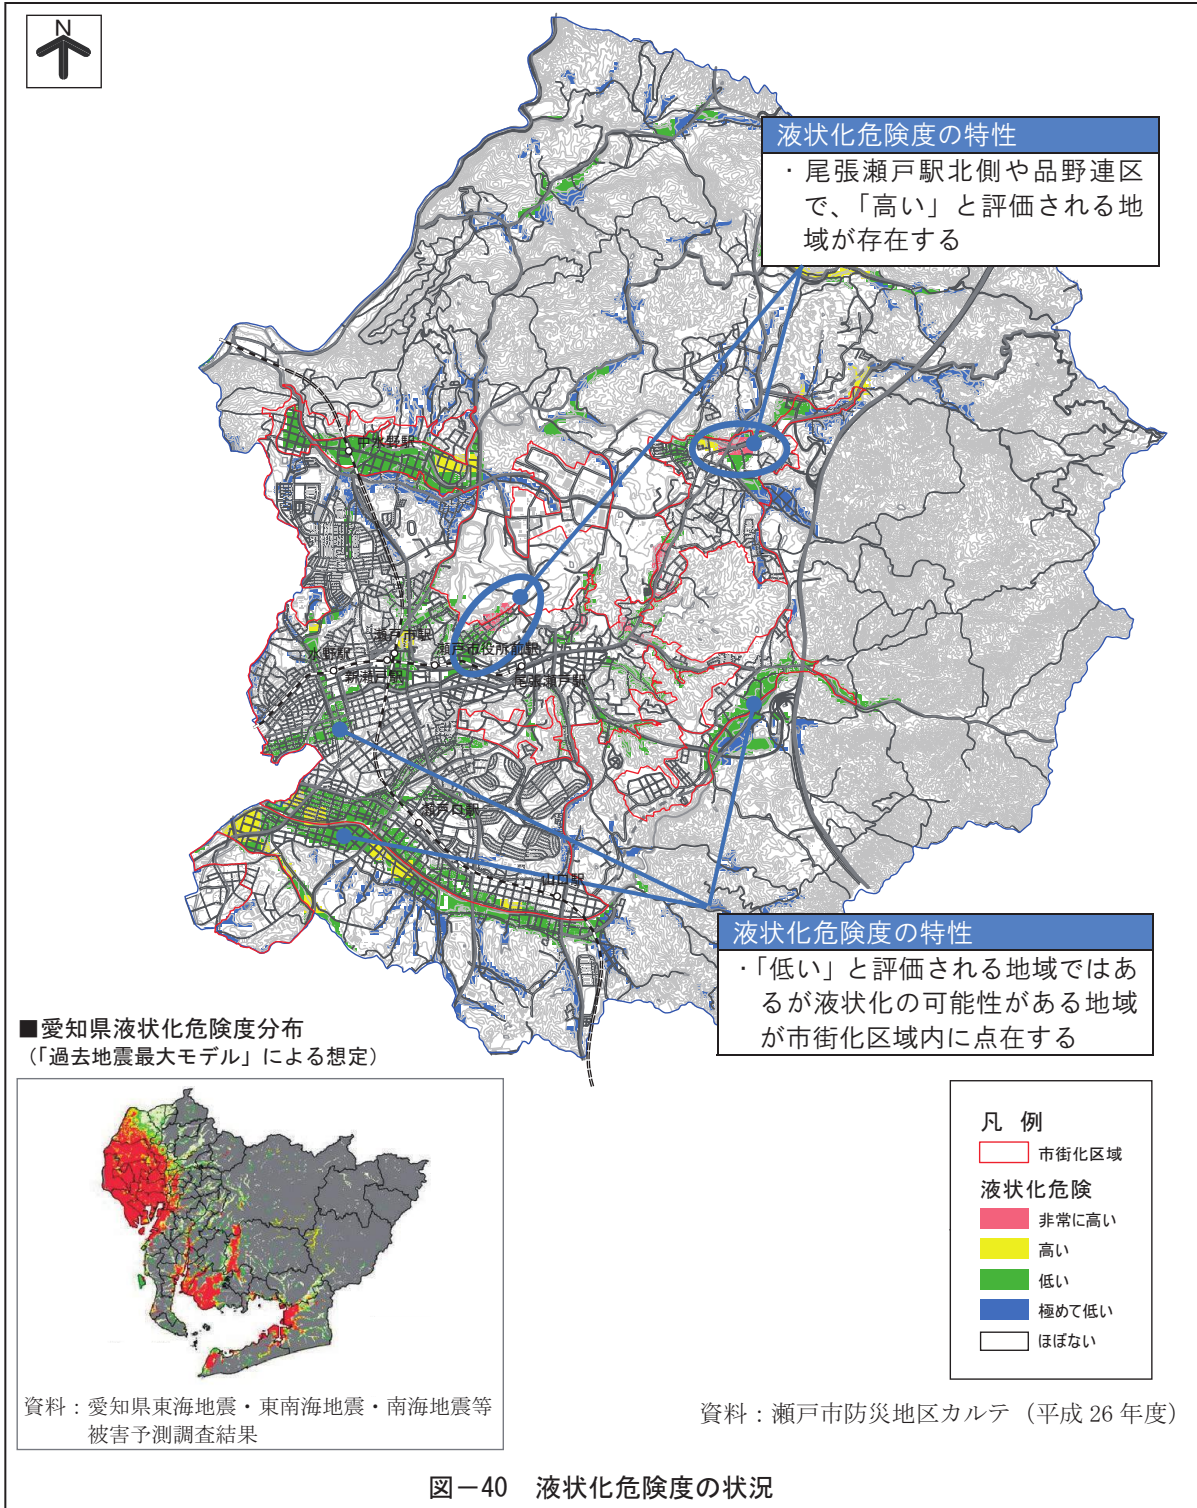 N
液状化危険度の特性
・尾張瀬戸駅北側や品野連区
で、「高い」と評価される地
域が存在する
中水野駅
瀬戸市駅
水野駅
瀬戸市役所前駅
新瀬戸駅
尾張瀬戸駅
瀬戸口駅
山口駅
液状化危険度の特性
・「低い」と評価される地域ではあ
るが液状化の可能性がある地域
が市街化区域内に点在する
■愛知県液状化危険度分布
（「過去地震最大モデル」による想定）
資料：愛知県東海地震・東南海地震・南海地震等
被害予測調査結果
凡 例
市街化区域
液状化危険
非常に高い
高い
低い
極めて低い
ほぼない
資料：瀬戸市防災地区カルテ（平成 26 年度）
図－40 液状化危険度の状況